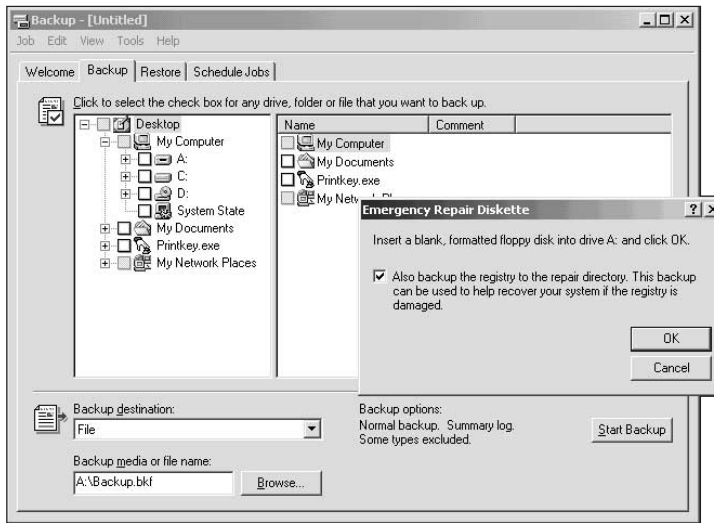 Backup - [Untitled]
Job Edit View Tools Help
Welcome Backup Restore Schedule Jobs
Click to select the check box for any drive, folder or file that you want to back up.
Desktop
My Computer
A:
C:
D:
System State
My Documents
Printkey.exe
My Network Places
Name Comment
My Computer
My Documents
Printkey.exe
My Netw
Emergency Repair Diskette
Insert a blank, formatted floppy disk into drive A: and click OK.
Also backup the registry to the repair directory. This backup
can be used to help recover your system if the registry is
damaged.
OK
Cancel
Backup destination:
File
Backup media or file name:
A:\Backup.bkf
Browse...
Backup options:
Normal backup. Summary log.
Some types excluded.
Start Backup